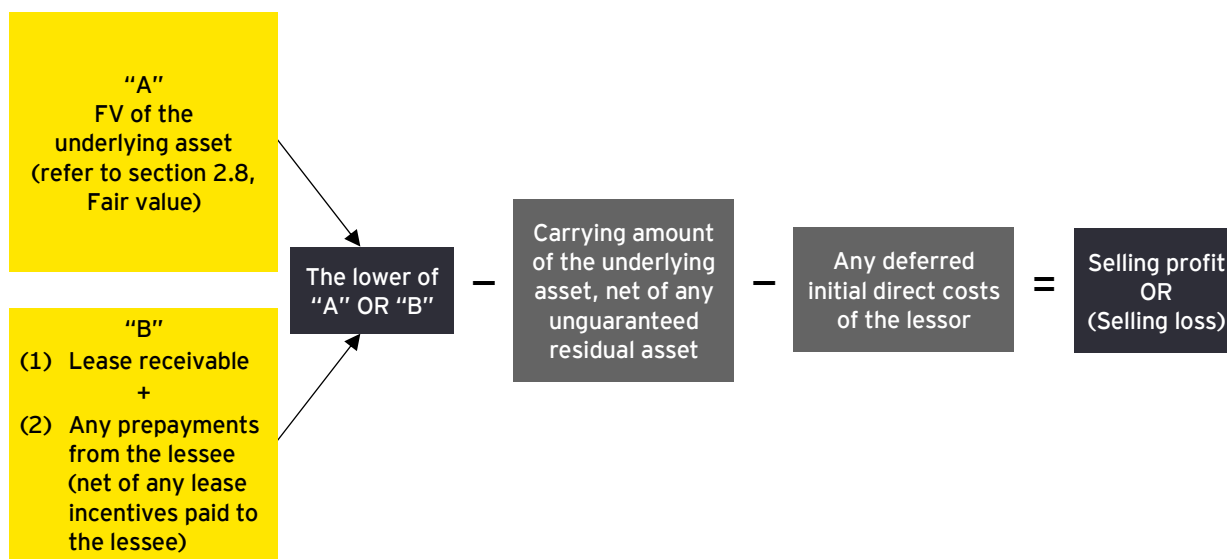 “A”
FV of the
underlying asset
(refer to section 2.8,
Fair value)
“B”
(1) Lease receivable
+
(2) Any prepayments
from the lessee
(net of any lease
incentives paid to
the lessee)
The lower of
“A” OR “B”
–
Carrying amount
of the underlying
asset, net of any
unguaranteed
residual asset
–
Any deferred
initial direct costs
of the lessor
=
Selling profit
OR
(Selling loss)